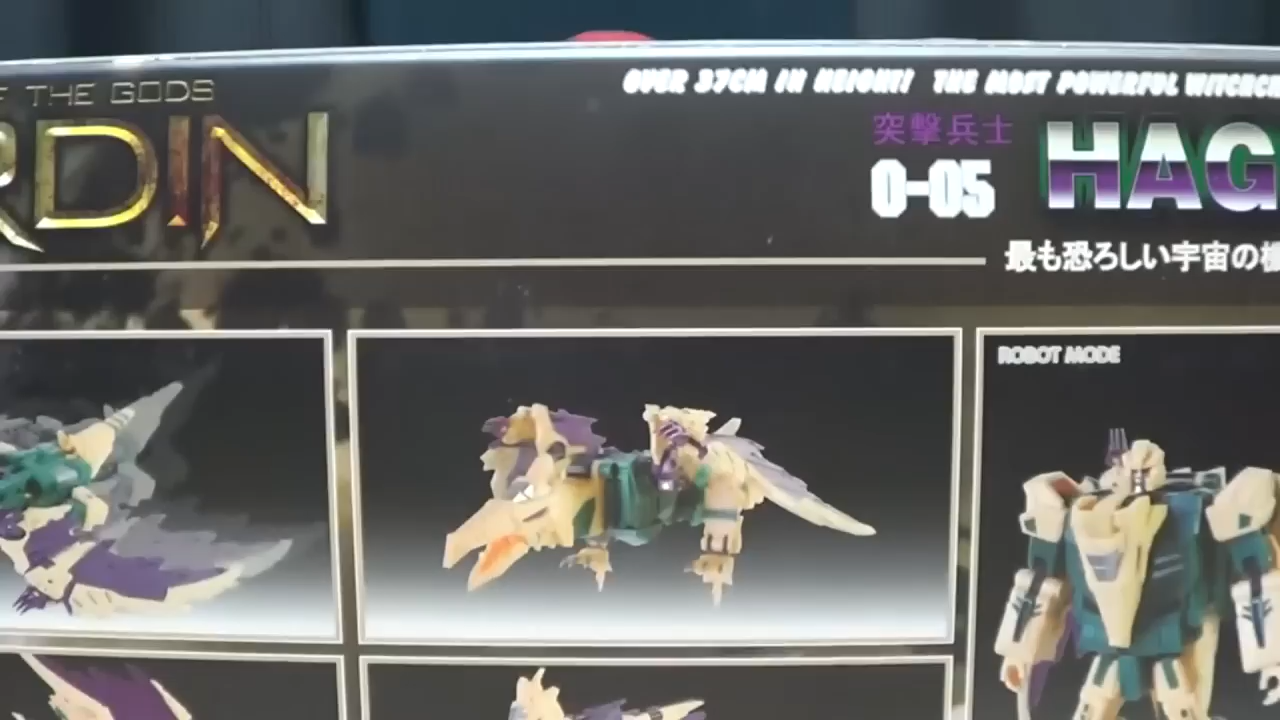 THE GODS
RDIN
OVER 37CM IN HEIGHT! THE MOST POWERFUL
突撃兵士
O-05
HAG
最も恐ろしい宇宙の
ROBOT MODE